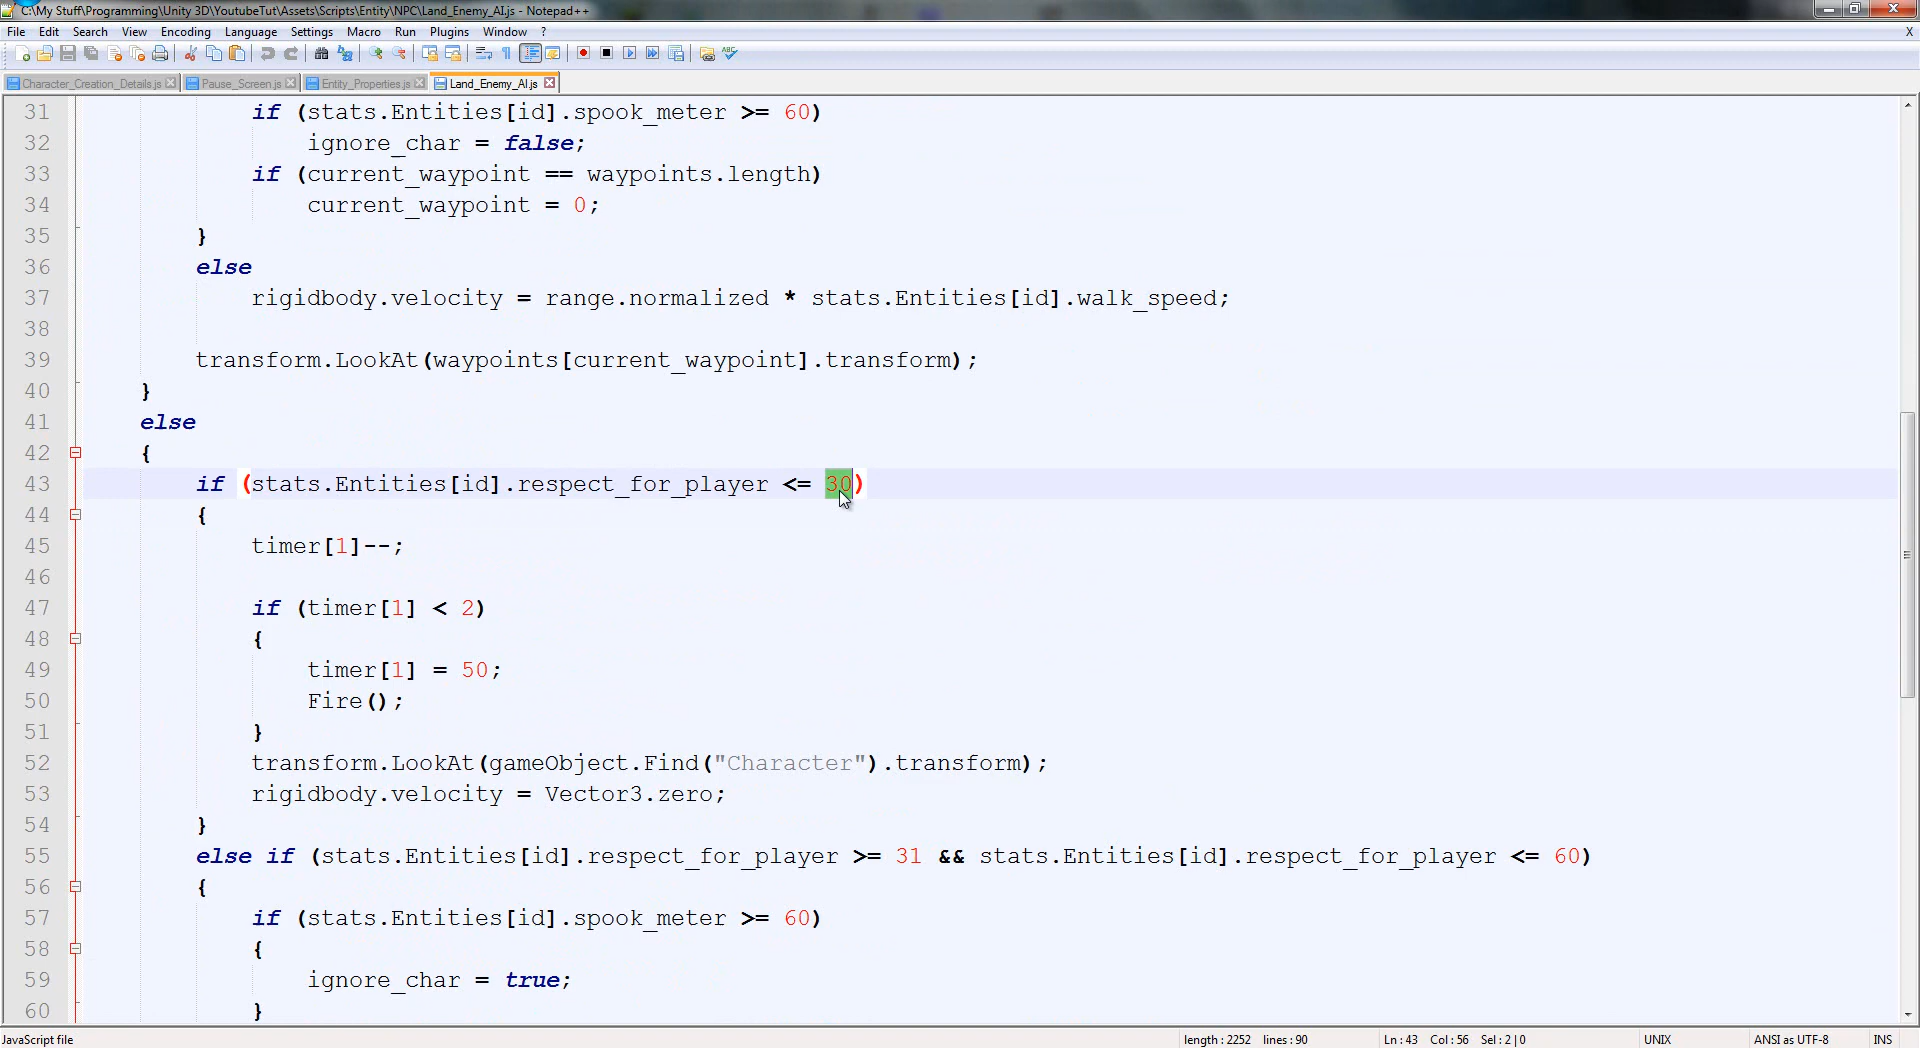 C:\My Stuff\Programming\Unity 3D\YoutubeTut\Assets\Scripts\Entity\NPC\Land_Enemy_AI.js - Notepad++
File Edit Search View Encoding Language Settings Macro Run Plugins Window ? X
Character_Creation_Details.js Pause_Screen.js Entity_Properties.js Land_Enemy_AI.js
31 if (stats.Entities[id].spook_meter >= 60)
32 ignore_char = false;
33 if (current_waypoint == waypoints.length)
34 current_waypoint = 0;
35 }
36 else
37 rigidbody.velocity = range.normalized * stats.Entities[id].walk_speed;
38
39 transform.LookAt(waypoints[current_waypoint].transform);
40 }
41 else
42 {
43 if (stats.Entities[id].respect_for_player <= 30)
44 {
45 timer[1]--;
46
47 if (timer[1] < 2)
48 {
49 timer[1] = 50;
50 Fire();
51 }
52 transform.LookAt(gameObject.Find("Character").transform);
53 rigidbody.velocity = Vector3.zero;
54 }
55 else if (stats.Entities[id].respect_for_player >= 31 && stats.Entities[id].respect_for_player <= 60)
56 {
57 if (stats.Entities[id].spook_meter >= 60)
58 {
59 ignore_char = true;
60 }
JavaScript file length : 2252 lines : 90 Ln : 43 Col : 56 Sel : 2 | 0 UNIX ANSI as UTF-8 INS